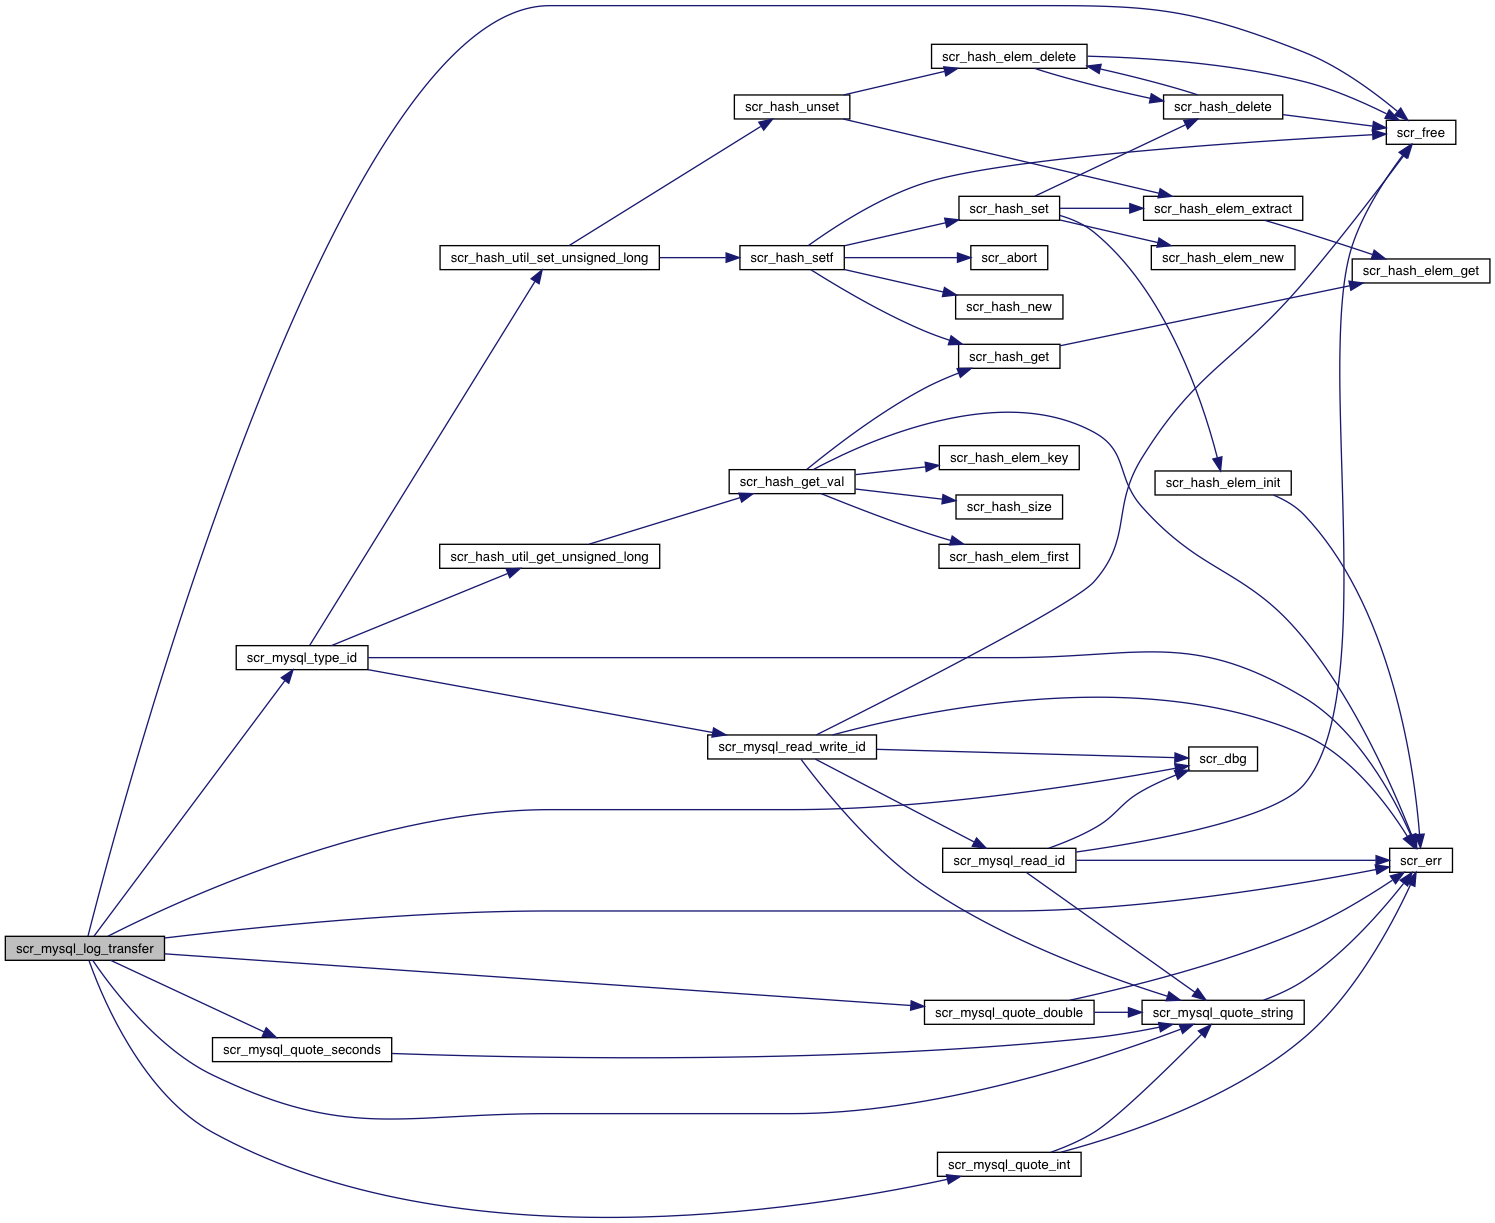 scr_hash_elem_delete
scr_hash_unset
scr_hash_delete
scr_free
scr_hash_set
scr_hash_elem_extract
scr_hash_util_set_unsigned_long
scr_hash_setf
scr_abort
scr_hash_elem_new
scr_hash_elem_get
scr_hash_new
scr_hash_get
scr_hash_elem_key
scr_hash_get_val
scr_hash_elem_init
scr_hash_size
scr_hash_util_get_unsigned_long
scr_hash_elem_first
scr_mysql_type_id
scr_mysql_read_write_id
scr_dbg
scr_mysql_read_id
scr_err
scr_mysql_log_transfer
scr_mysql_quote_double
scr_mysql_quote_string
scr_mysql_quote_seconds
scr_mysql_quote_int